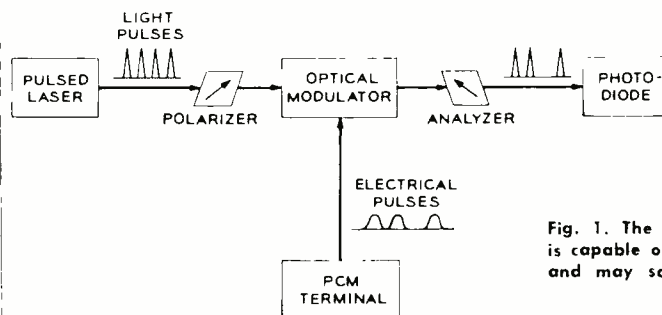 LIGHT
PULSES
PULSED
LASER
POLARIZER
OPTICAL
MODULATOR
ANALYZER
PHOTO-
DIODE
ELECTRICAL
PULSES
PCM
TERMINAL
Fig. 1. The
is capable o
and may sc